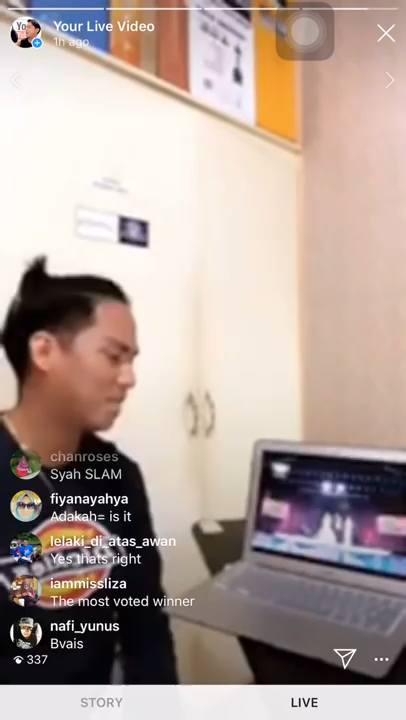 Your Live Video
1h ago
chanroses
Syah SLAM
fiyanayahya
Adakah= is it
lelaki_di_atas_awan
Yes thats right
iammissliza
The most voted winner
nafi_yunus
Bvais
337
STORY
LIVE